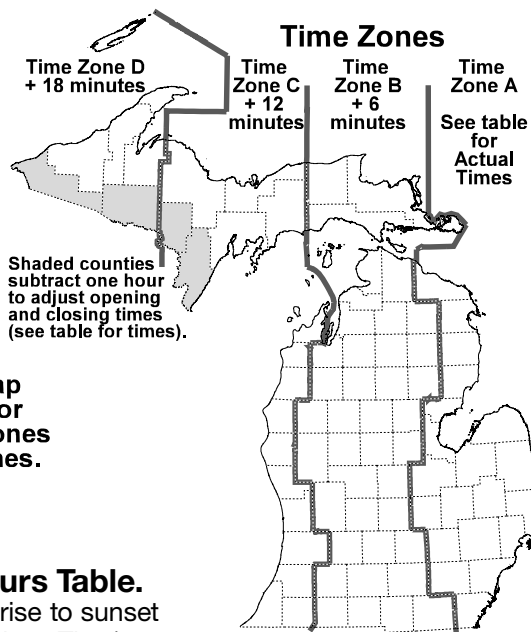 Time Zones
Time Zone D
+ 18 minutes
Time
Zone C
+ 12
minutes
Time
Zone B
+ 6
minutes
Time
Zone A
See table
for
Actual
Times
Shaded counties
subtract one hour
to adjust opening
and closing times
(see table for times).
ap
or
ones
nes.
urs Table.
rise to sunset